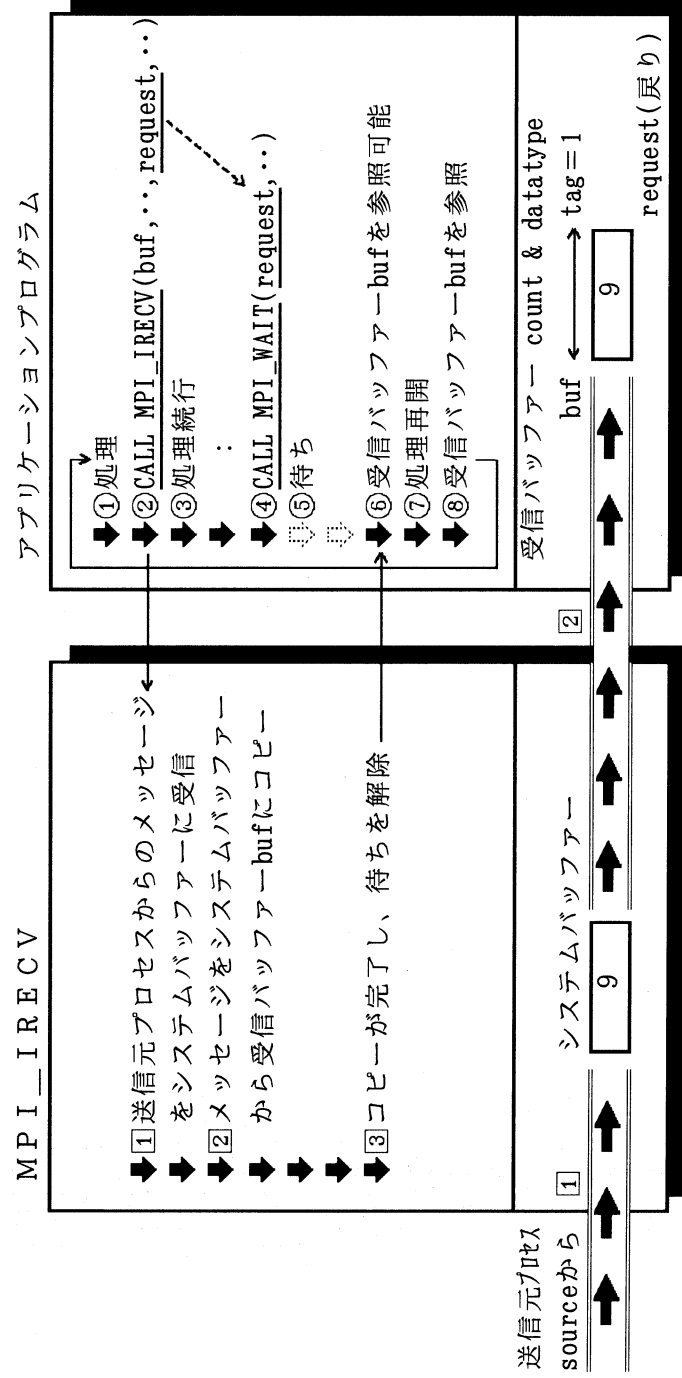 MPI_IRECV
1送信元プロセスからのメッセージ
をシステムバッファーに受信
2メッセージをシステムバッファー
から受信バッファーbufにコピー
3コピーが完了し、待ちを解除
システムバッファー
1
9
送信元プロセス
sourceから
アプリケーションプログラム
①処理
②CALL MPI_IRECV(buf,‥,request,‥)
③処理続行
:
④CALL MPI_WAIT(request,‥)
⑤待ち
⑥受信バッファーbufを参照可能
⑦処理再開
⑧受信バッファーbufを参照
受信バッファー count & datatype
2
buf
tag=1
9
request(戻り)